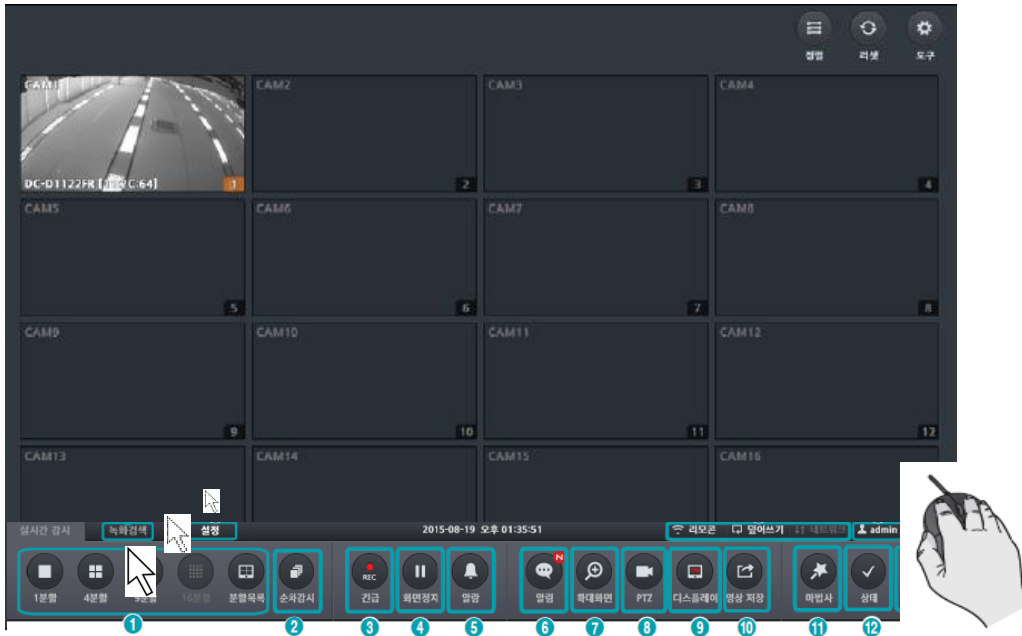 정렬 리셋 도구
CAM1 CAM2 CAM3 CAM4
DC-D1122FR C:64] 1 2 3 4
CAM5 CAM6 CAM7 CAM8
5 6 7 8
CAM9 CAM10 CAM11 CAM12
9 10 11 12
CAM13 CAM14 CAM15 CAM16
실시간 감시 녹화검색 설정 2015-08-19 오후 01:35:51 리모콘 덮어쓰기 네트워크 admin
REC N
1분할 4분할 16분할 분할목록 순차감시 긴급 화면정지 알람 알림 확대화면 PTZ 디스플레이 영상 저장 마법사 상태
1 2 3 4 5 6 7 8 9 10 11 12